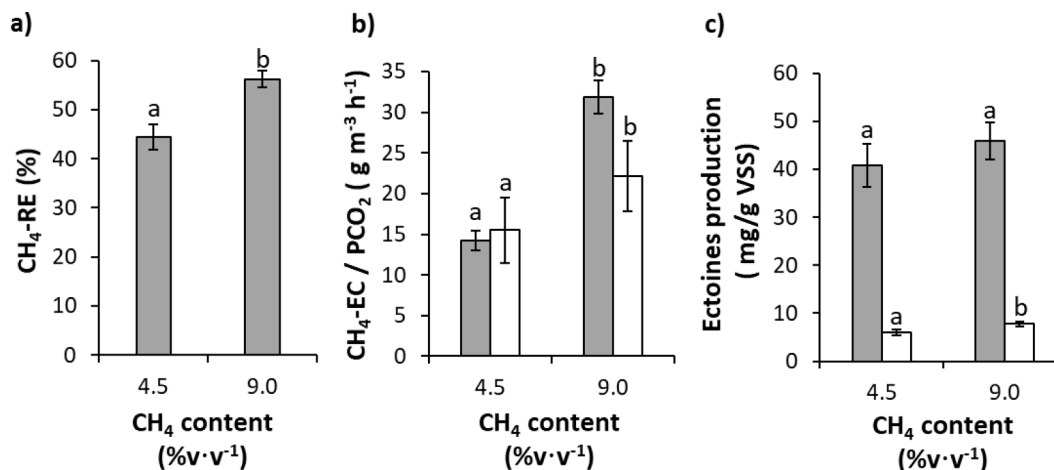 a)
CH₄-RE (%)
60
50
40
30
20
10
0
a
b
4.5
9.0
CH₄ content
(%v·v⁻¹)
b)
CH₄-EC / PCO₂ ( g m⁻³ h⁻¹)
35
30
25
20
15
10
5
0
a
a
b
b
4.5
9.0
CH₄ content
(%v·v⁻¹)
c)
Ectoines production
( mg/g VSS)
60
50
40
30
20
10
0
a
a
a
b
4.5
9.0
CH₄ content
(%v·v⁻¹)